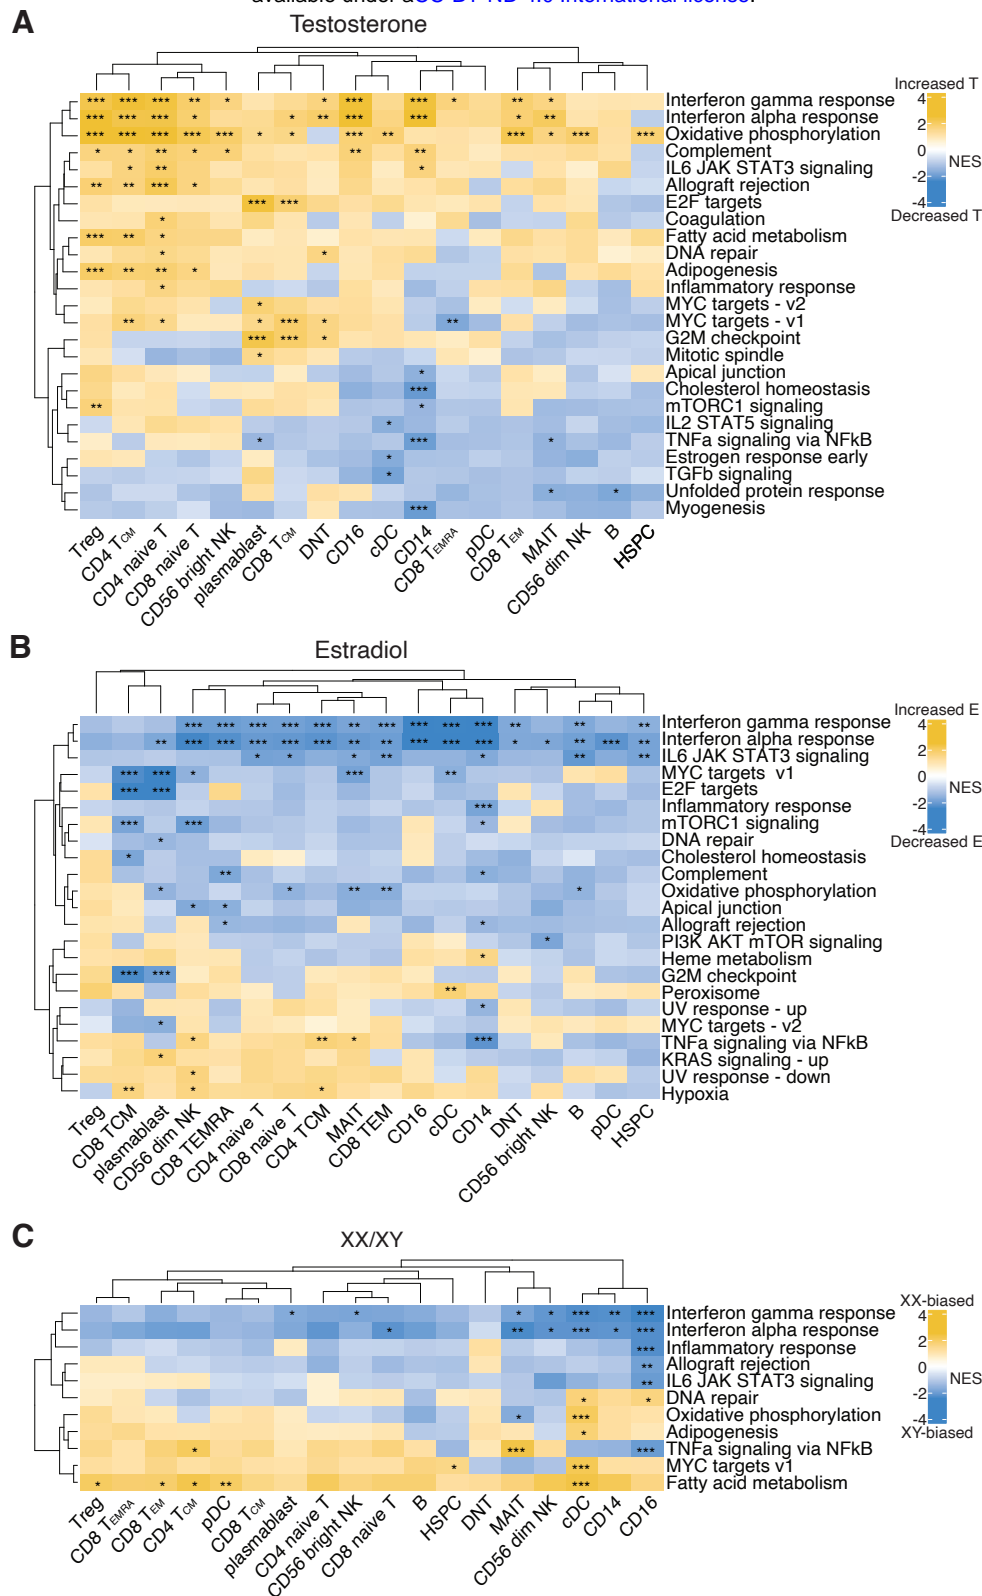 available under aCC-BY-ND 4.0 International license.
A
Testosterone
Increased T
4
2
0
-2
-4
NES
Decreased T
*** *** *** ** * * *** *** * ** * Interferon gamma response
*** *** *** * * ** *** *** * ** Interferon alpha response
*** *** *** *** *** * * *** ** *** * *** *** Oxidative phosphorylation
* * ** * * ** ** Complement
* ** * IL6 JAK STAT3 signaling
** ** *** * Allograft rejection
*** *** E2F targets
* Coagulation
*** ** * Fatty acid metabolism
* * DNA repair
*** ** ** * Adipogenesis
* Inflammatory response
* MYC targets - v2
** * * *** * ** MYC targets - v1
*** *** * G2M checkpoint
* Mitotic spindle
* Apical junction
*** Cholesterol homeostasis
** * mTORC1 signaling
* IL2 STAT5 signaling
* *** * TNFa signaling via NFkB
* Estrogen response early
* TGFb signaling
* * Unfolded protein response
*** Myogenesis
Treg
CD4 TCM
CD4 naive T
CD8 naive T
CD56 bright NK
plasmablast
CD8 TCM
DNT
CD16
cDC
CD14
CD8 TEMRA
pDC
CD8 TEM
MAIT
CD56 dim NK
B
HSPC
B
Estradiol
Increased E
4
2
0
-2
-4
NES
Decreased E
*** *** *** *** *** ** *** *** *** *** ** ** ** Interferon gamma response
** *** *** *** *** *** ** ** *** *** *** * * ** *** ** Interferon alpha response
* * * ** * ** ** IL6 JAK STAT3 signaling
*** *** * *** ** MYC targets v1
*** *** E2F targets
*** Inflammatory response
*** *** * mTORC1 signaling
* DNA repair
* Cholesterol homeostasis
** * Complement
* * ** ** * Oxidative phosphorylation
* * Apical junction
* * Allograft rejection
* PI3K AKT mTOR signaling
* Heme metabolism
*** *** G2M checkpoint
** Peroxisome
* UV response - up
* MYC targets - v2
* ** * *** TNFa signaling via NFkB
* KRAS signaling - up
* UV response - down
** * * Hypoxia
Treg
CD8 TCM
plasmablast
CD56 dim NK
CD8 TEMRA
CD4 naive T
CD8 naive T
CD4 TCM
MAIT
CD8 TEM
CD16
cDC
CD14
DNT
CD56 bright NK
B
pDC
HSPC
C
XX/XY
XX-biased
4
2
0
-2
-4
NES
XY-biased
* * * * *** ** *** Interferon gamma response
* ** * *** * *** Interferon alpha response
*** Inflammatory response
** Allograft rejection
** IL6 JAK STAT3 signaling
* * DNA repair
* *** Oxidative phosphorylation
* Adipogenesis
* *** *** TNFa signaling via NFkB
* *** MYC targets v1
* * * ** *** Fatty acid metabolism
Treg
CD8 TEMRA
CD8 TEM
CD4 TCM
pDC
CD8 TCM
plasmablast
CD4 naive T
CD56 bright NK
CD8 naive T
B
HSPC
DNT
MAIT
CD56 dim NK
cDC
CD14
CD16